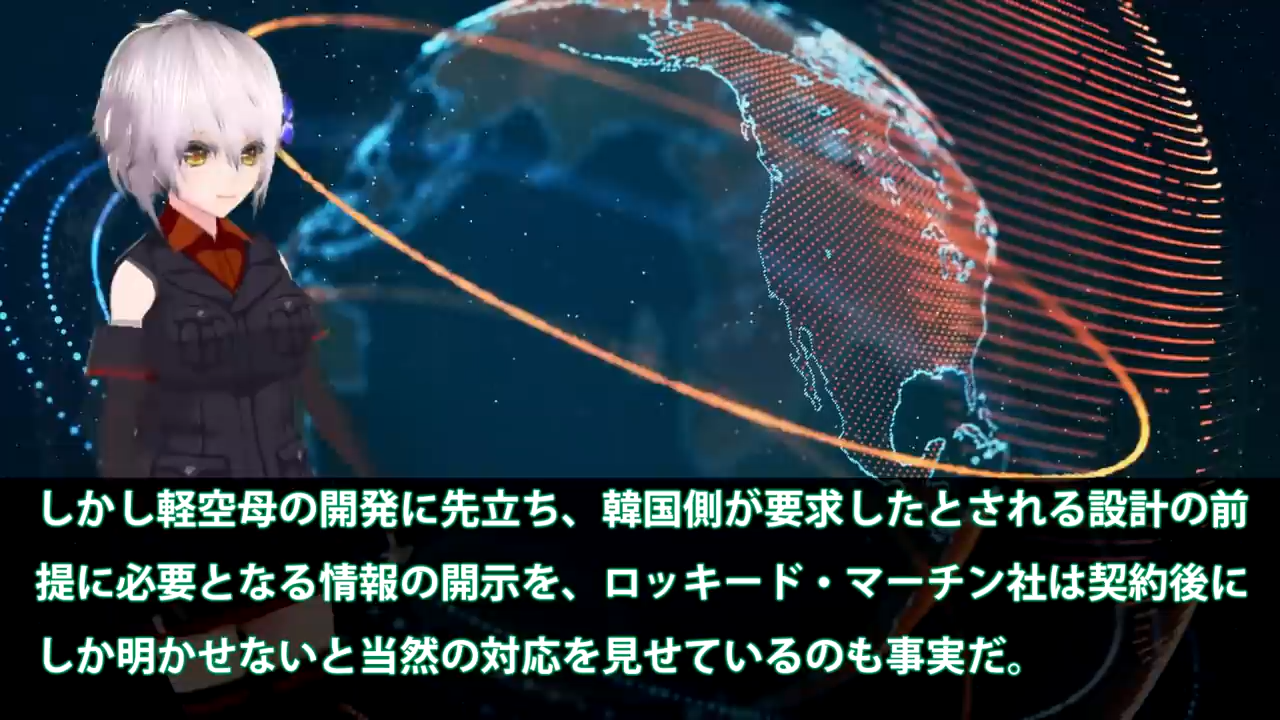 しかし軽空母の開発に先立ち、韓国側が要求したとされる設計の前
提に必要となる情報の開示を、ロッキード・マーチン社は契約後に
しか明かせないと当然の対応を見せているのも事実だ。